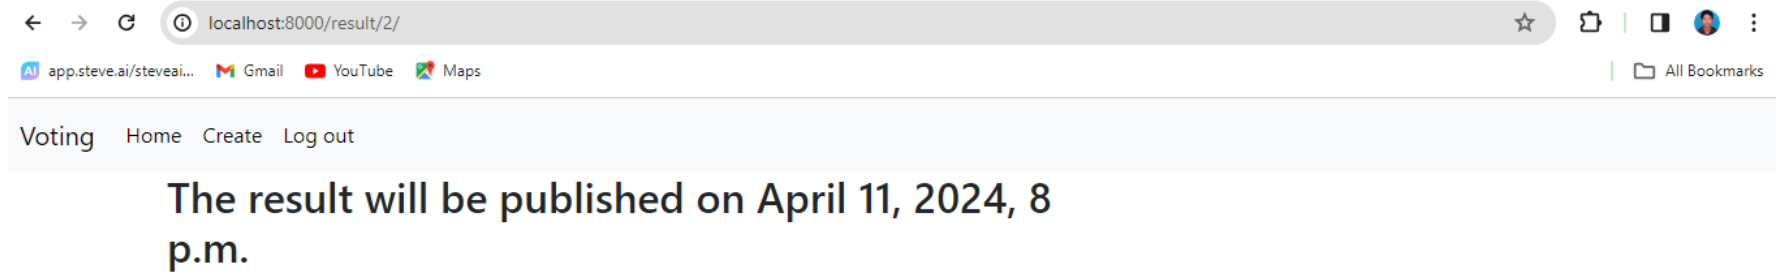 localhost:8000/result/2/
AI app.steve.ai/steveai... Gmail YouTube Maps All Bookmarks
Voting Home Create Log out
The result will be published on April 11, 2024, 8
p.m.